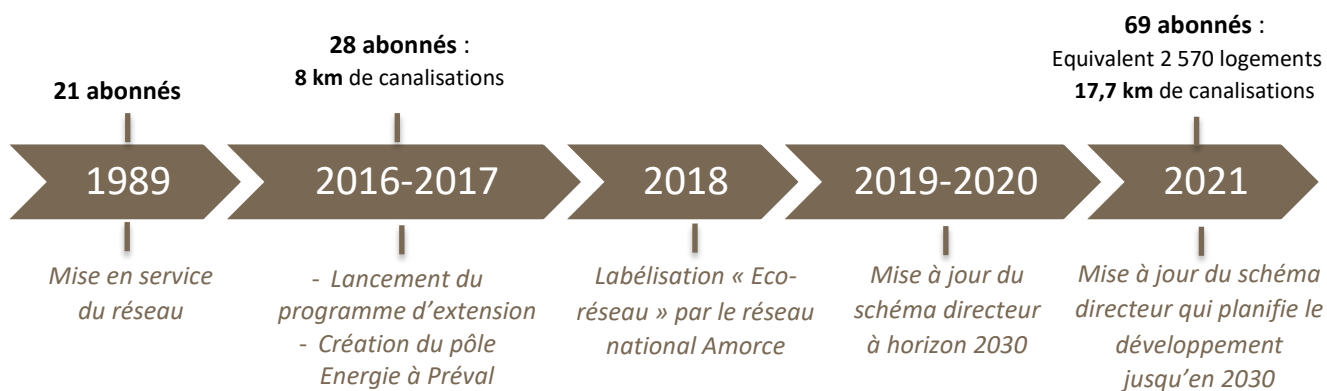 21 abonnés
28 abonnés :
8 km de canalisations
69 abonnés :
Equivalent 2 570 logements
17,7 km de canalisations
1989
2016-2017
2018
2019-2020
2021
Mise en service
du réseau
- Lancement du
programme d’extension
- Création du pôle
Energie à Préval
Labélisation « Eco-
réseau » par le réseau
national Amorce
Mise à jour du
schéma directeur
à horizon 2030
Mise à jour du schéma
directeur qui planifie le
développement
jusqu’en 2030